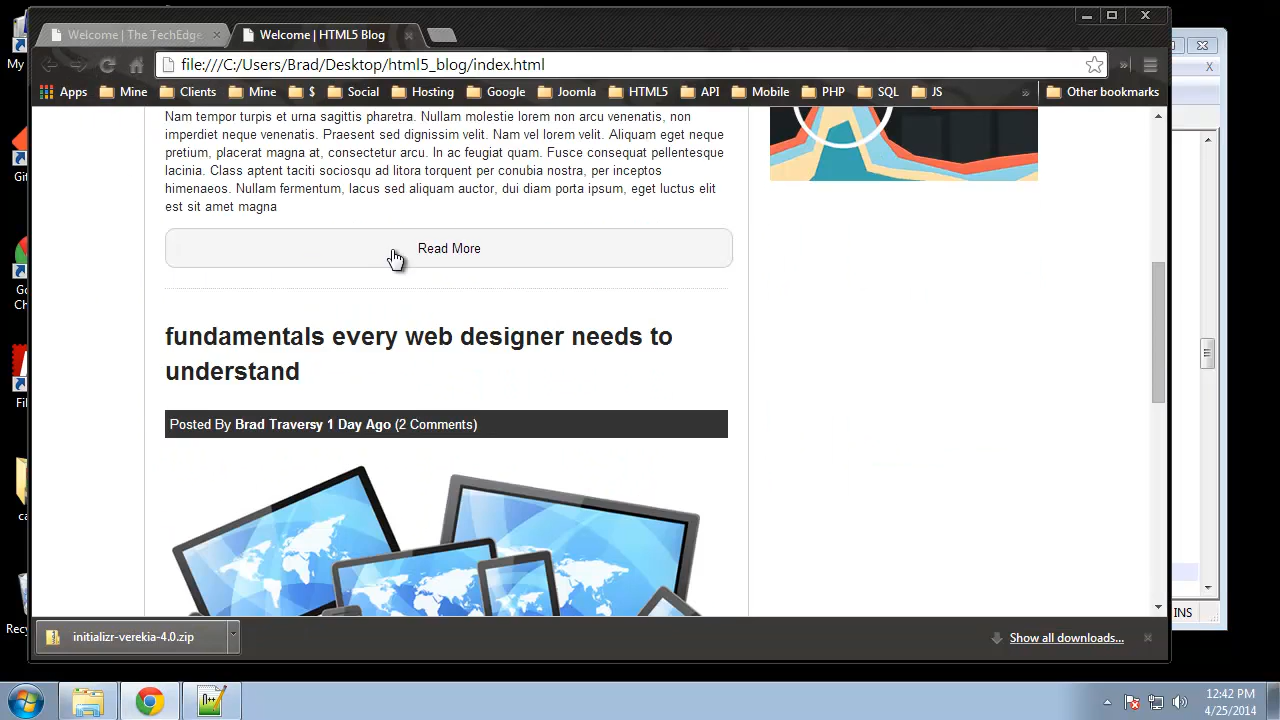 Welcome | The TechEdge
Welcome | HTML5 Blog
file:///C:/Users/Brad/Desktop/html5_blog/index.html
Apps Mine Clients Mine $ Social Hosting Google Joomla HTML5 API Mobile PHP SQL JS » Other bookmarks
Nam tempor turpis et urna sagittis pharetra. Nullam molestie lorem non arcu venenatis, non
imperdiet neque venenatis. Praesent sed dignissim velit. Nam vel lorem velit. Aliquam eget neque
pretium, placerat magna at, consectetur arcu. In ac feugiat quam. Fusce consequat pellentesque
lacinia. Class aptent taciti sociosqu ad litora torquent per conubia nostra, per inceptos
himenaeos. Nullam fermentum, lacus sed aliquam auctor, dui diam porta ipsum, eget luctus elit
est sit amet magna
Read More
fundamentals every web designer needs to
understand
Posted By Brad Traversy 1 Day Ago (2 Comments)
initializr-verekia-4.0.zip
Show all downloads...
INS
My
Git
Go
Ch
Fil
ca
Recy
12:42 PM
4/25/2014